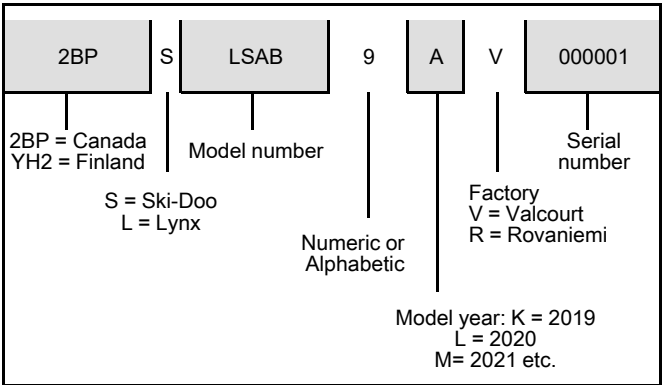 2BP S LSAB 9 A V 000001
2BP = Canada
YH2 = Finland
Model number
Serial
number
S = Ski-Doo
L = Lynx
Factory
V = Valcourt
R = Rovaniemi
Numeric or
Alphabetic
Model year: K = 2019
L = 2020
M= 2021 etc.